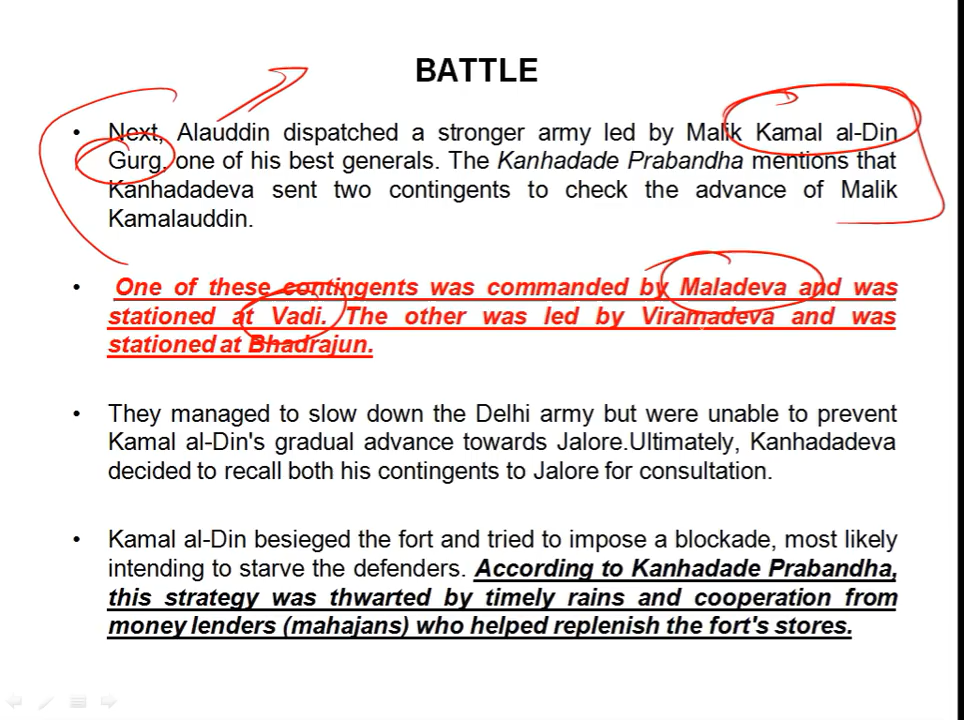 BATTLE
• Next, Alauddin dispatched a stronger army led by Malik Kamal al-Din
Gurg, one of his best generals. The Kanhadade Prabandha mentions that
Kanhadadeva sent two contingents to check the advance of Malik
Kamalauddin.
• One of these contingents was commanded by Maladeva and was
stationed at Vadi. The other was led by Viramadeva and was
stationed at Bhadrajun.
• They managed to slow down the Delhi army but were unable to prevent
Kamal al-Din's gradual advance towards Jalore.Ultimately, Kanhadadeva
decided to recall both his contingents to Jalore for consultation.
• Kamal al-Din besieged the fort and tried to impose a blockade, most likely
intending to starve the defenders. According to Kanhadade Prabandha,
this strategy was thwarted by timely rains and cooperation from
money lenders (mahajans) who helped replenish the fort's stores.